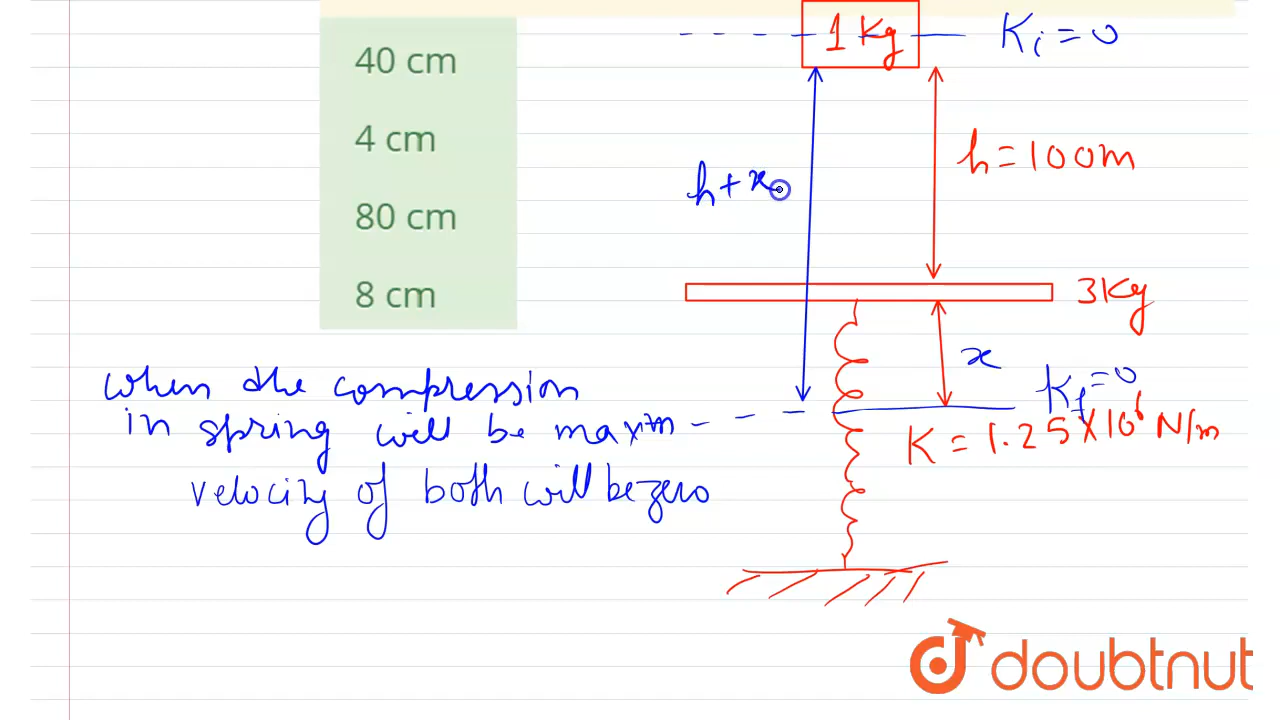 1 Kg
Ki = 0
40 cm
4 cm
80 cm
8 cm
h = 100m
h + x
3Kg
x
Kf = 0
K = 1.25 X 10⁶ N/m
When the compression
in spring will be maxm -
velocity of both will be zero
doubtnut